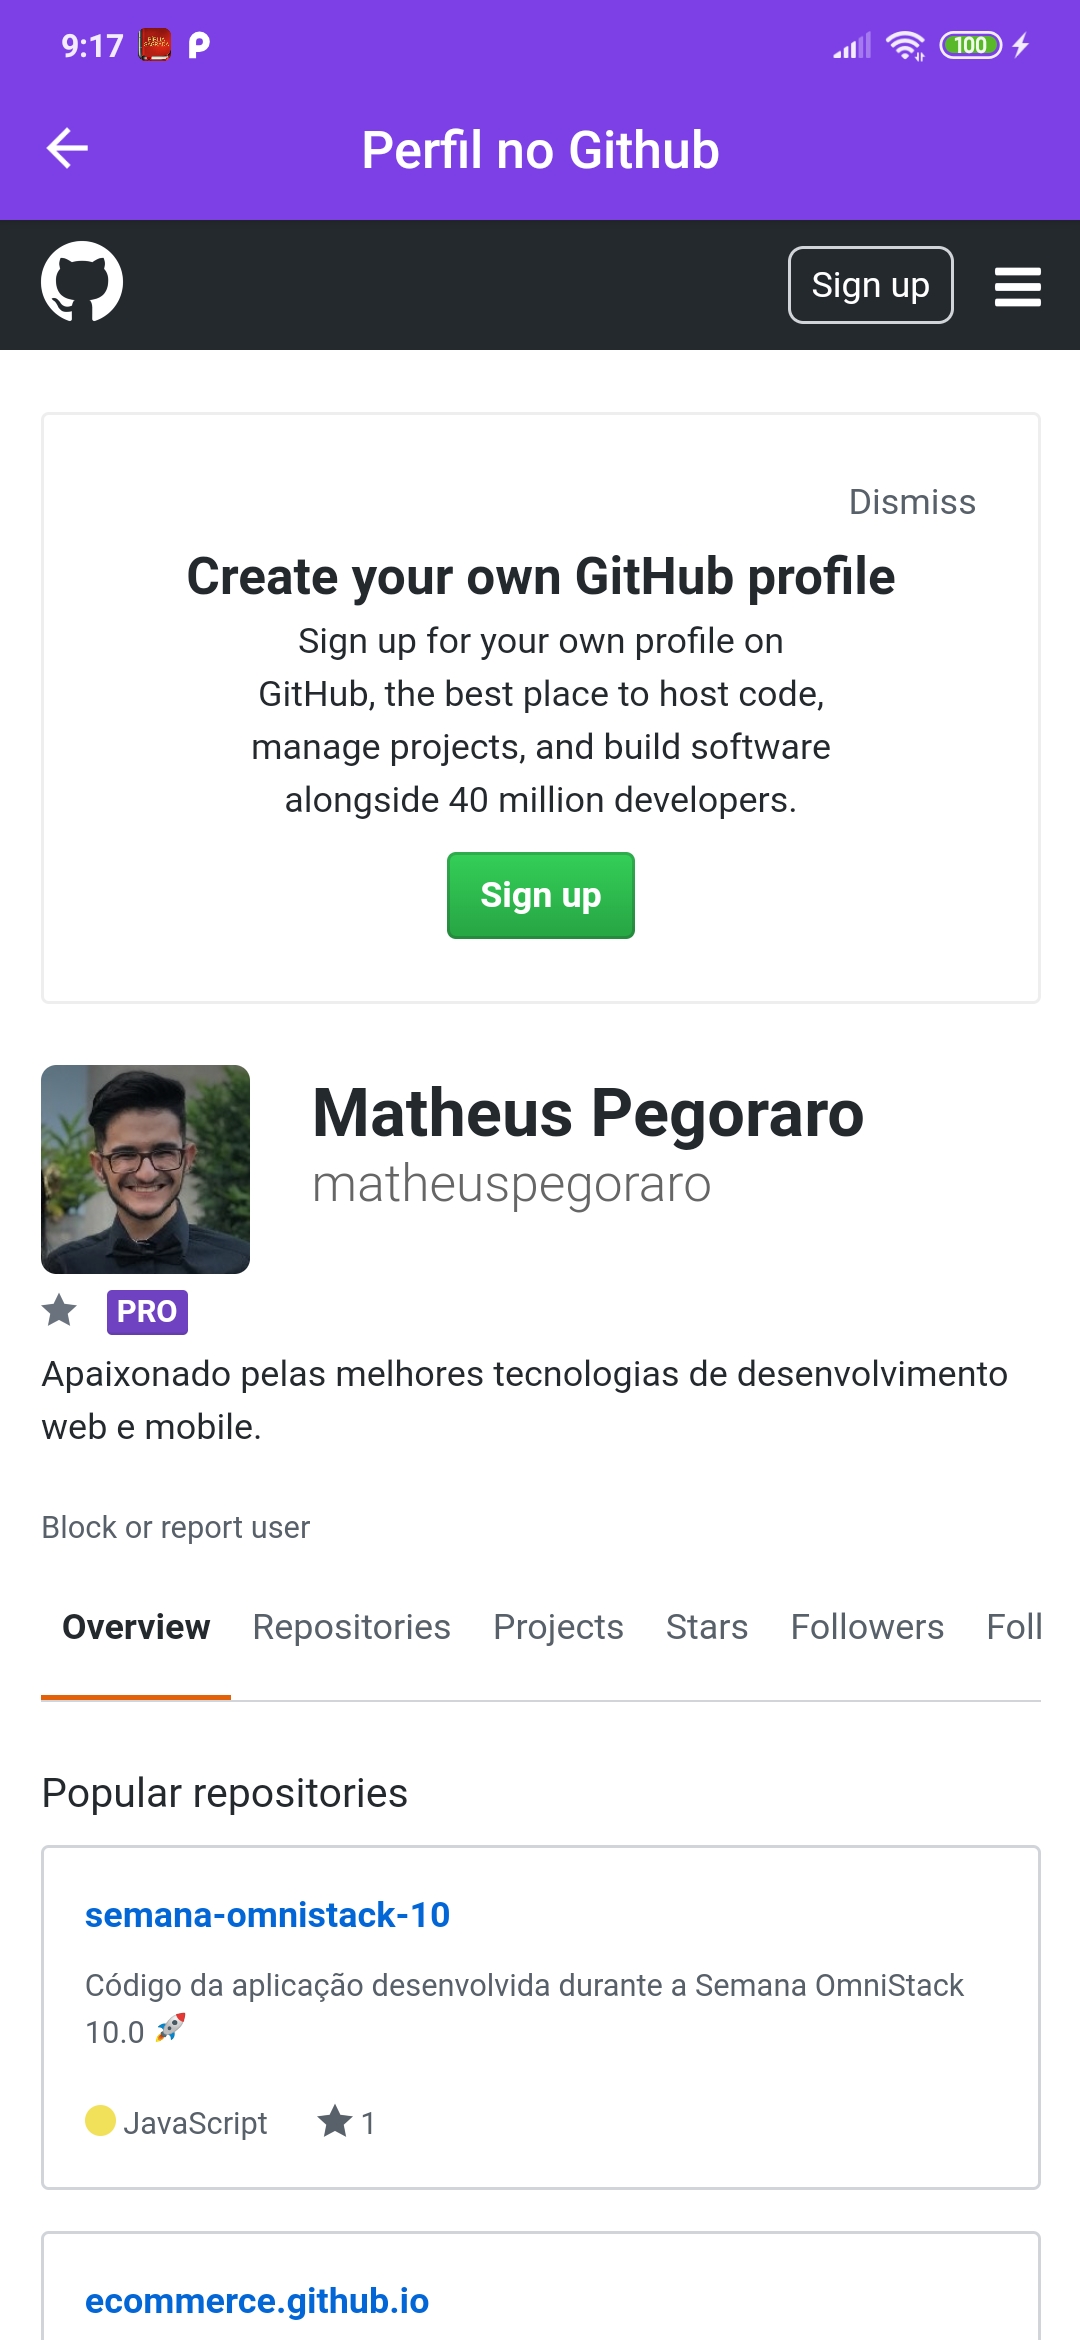 9:17
100
Perfil no Github
Sign up
Dismiss
Create your own GitHub profile
Sign up for your own profile on
GitHub, the best place to host code,
manage projects, and build software
alongside 40 million developers.
Sign up
Matheus Pegoraro
matheuspegoraro
PRO
Apaixonado pelas melhores tecnologias de desenvolvimento
web e mobile.
Block or report user
Overview Repositories Projects Stars Followers Foll
Popular repositories
semana-omnistack-10
Código da aplicação desenvolvida durante a Semana OmniStack
10.0 🚀
JavaScript 1
ecommerce.github.io